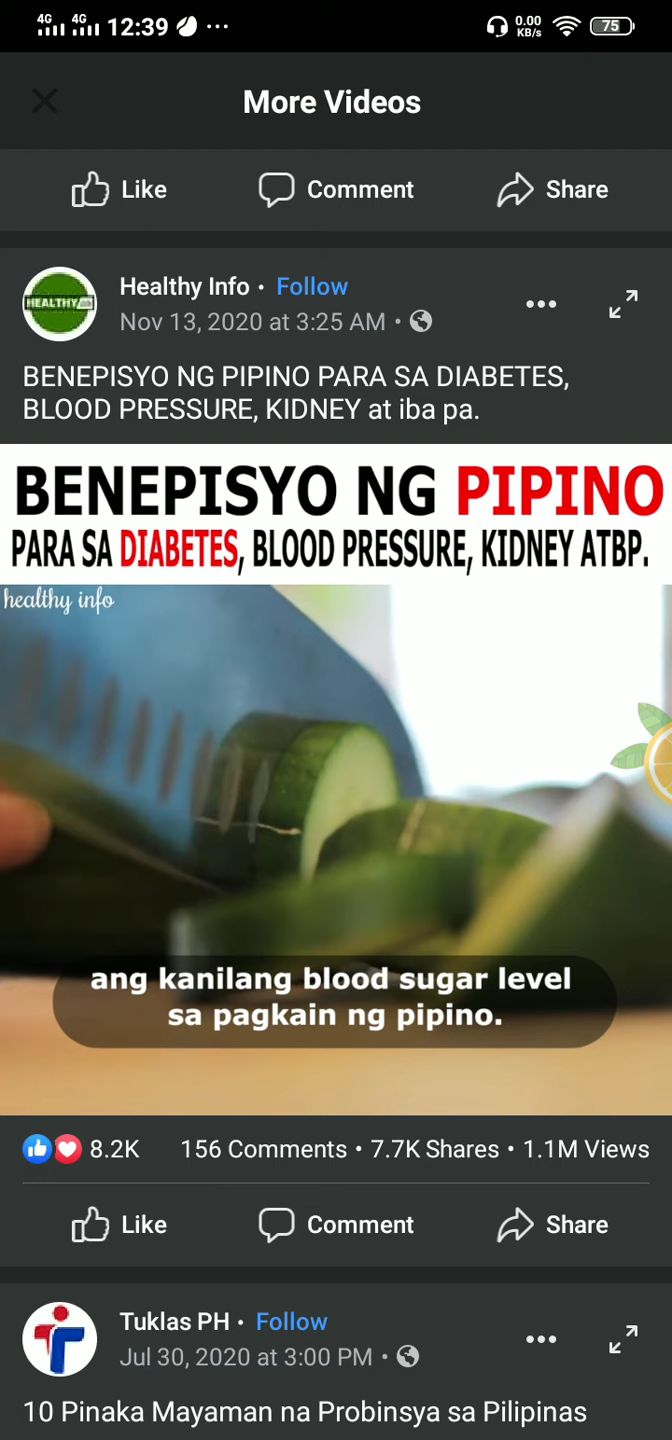 4G 4G 12:39 ... 0.00 KB/s 75
More Videos
Like Comment Share
HEALTHY
Healthy Info • Follow
Nov 13, 2020 at 3:25 AM •
BENEPISYO NG PIPINO PARA SA DIABETES,
BLOOD PRESSURE, KIDNEY at iba pa.
BENEPISYO NG PIPINO
PARA SA DIABETES, BLOOD PRESSURE, KIDNEY ATBP.
healthy info
ang kanilang blood sugar level
sa pagkain ng pipino.
8.2K 156 Comments • 7.7K Shares • 1.1M Views
Like Comment Share
Tuklas PH • Follow
Jul 30, 2020 at 3:00 PM •
10 Pinaka Mayaman na Probinsya sa Pilipinas